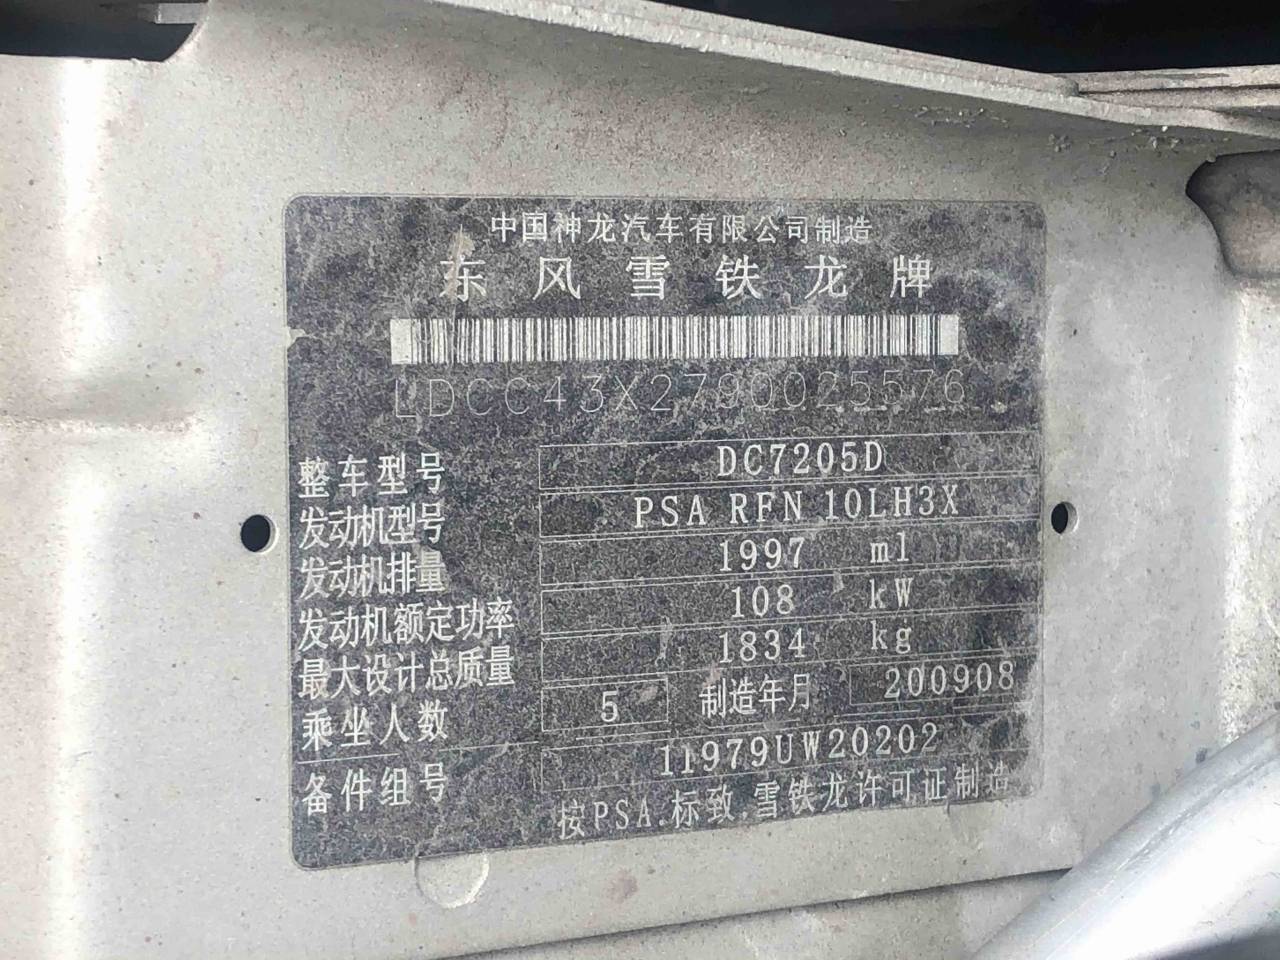 中国神龙汽车有限公司制造
东风雪铁龙牌
LDCC43X2790025576
整车型号 DC7205D
发动机型号 PSA RFN 10LH3X
发动机排量 1997 ml
发动机额定功率 108 kW
最大设计总质量 1834 kg
乘坐人数 5 制造年月 200908
备件组号 11979UW20202
按PSA.标致.雪铁龙许可证制造